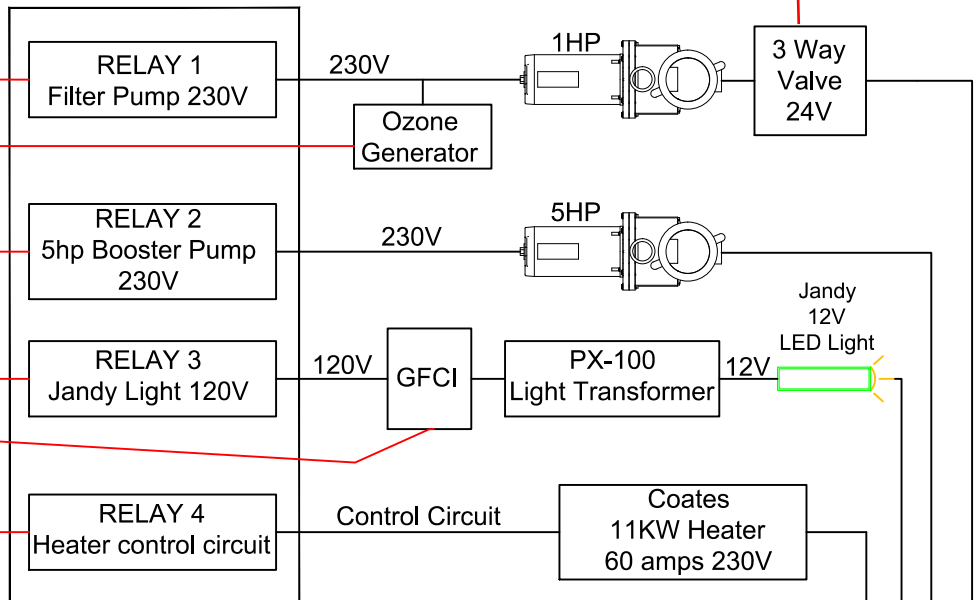 RELAY 1
Filter Pump 230V
230V
Ozone
Generator
1HP
3 Way
Valve
24V
RELAY 2
5hp Booster Pump
230V
230V
5HP
Jandy
12V
LED Light
RELAY 3
Jandy Light 120V
120V
GFCI
PX-100
Light Transformer
12V
RELAY 4
Heater control circuit
Control Circuit
Coates
11KW Heater
60 amps 230V